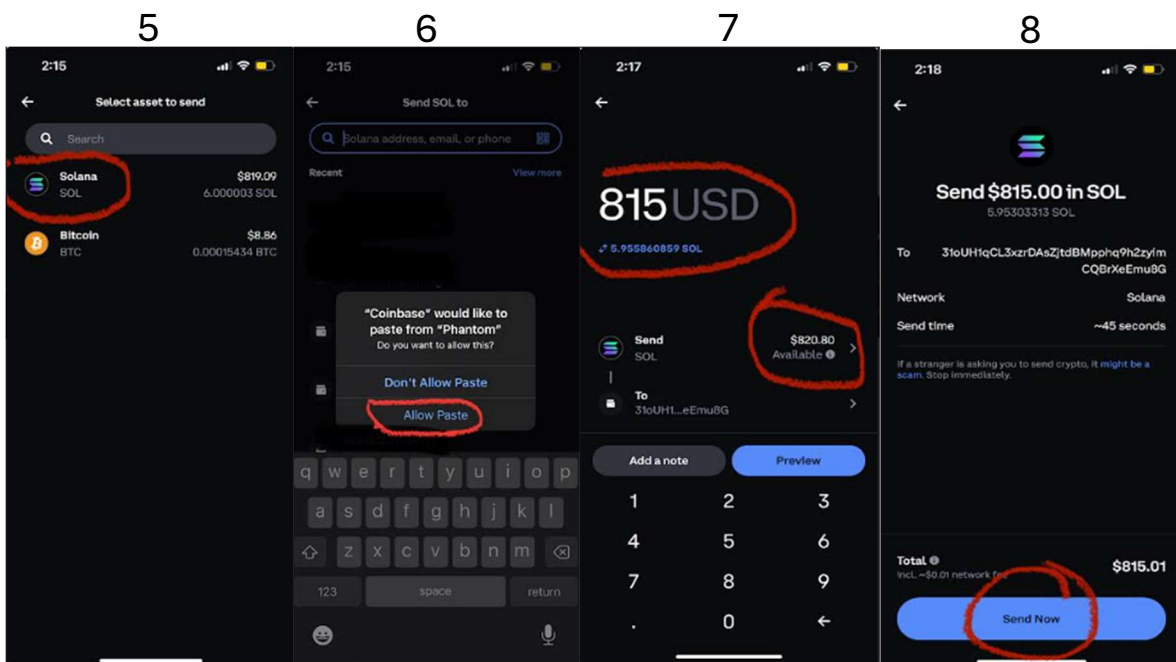 5
2:15
Select asset to send
Search
Solana
$819.09
SOL
6.000003 SOL
Bitcoin
$8.86
BTC
0.00015434 BTC
6
2:15
Send SOL to
Solana address, email, or phone
Recent
View more
"Coinbase" would like to
paste from "Phantom"
Do you want to allow this?
Don't Allow Paste
Allow Paste
q w e r t y u i o p
a s d f g h j k l
z x c v b n m
123
space
return
7
2:17
815 USD
5.955860859 SOL
Send
$820.80
SOL
Available
To
31oUH1...eEmu8G
Add a note
Preview
1 2 3
4 5 6
7 8 9
. 0
8
2:18
Send $815.00 in SOL
5.95303313 SOL
To
31oUH1qCL3xzrDAsZjtdBMpphq9h2zyim
CQBrXeEmu8G
Network
Solana
Send time
~45 seconds
If a stranger is asking you to send crypto, it might be a
scam. Stop immediately.
Total
$815.01
Incl. ~$0.01 network
Send Now